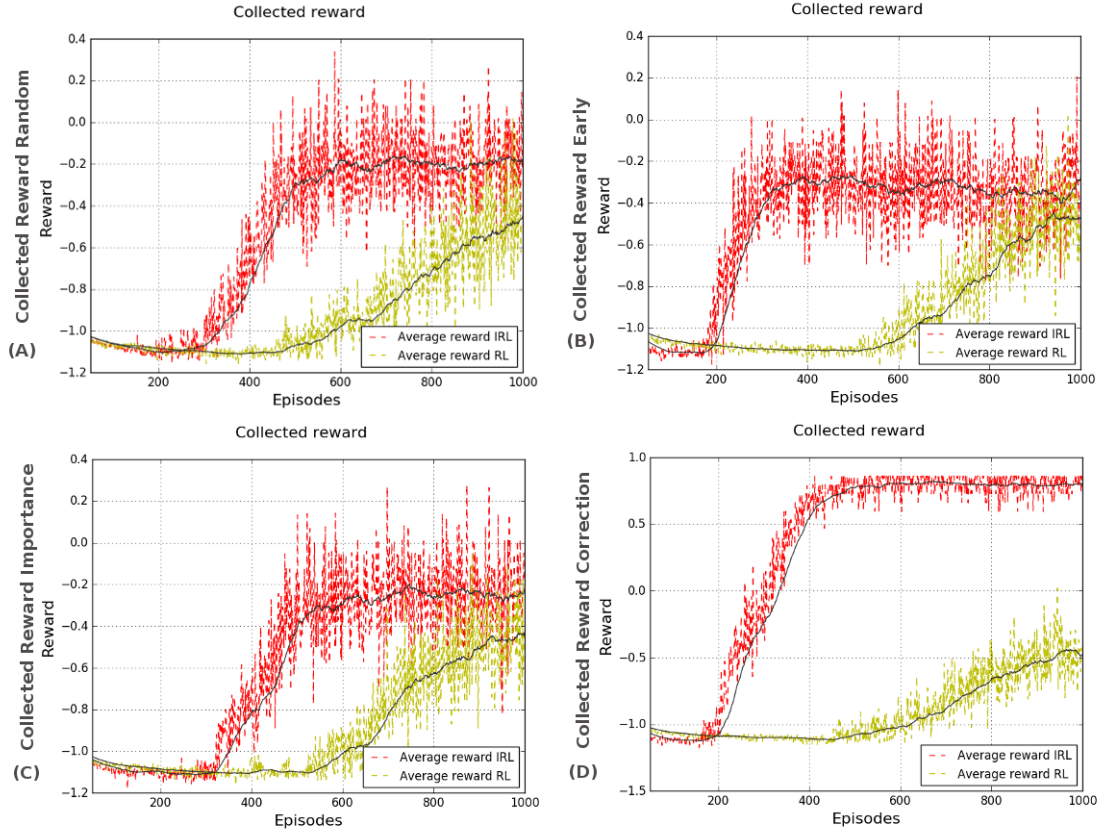 Collected reward
Collected Reward Random
Reward
0.4
0.2
0.0
−0.2
−0.4
−0.6
−0.8
−1.0
−1.2
200
400
600
800
1000
Episodes
Average reward IRL
Average reward RL
(A)
Collected reward
Collected Reward Early
Reward
0.4
0.2
0.0
−0.2
−0.4
−0.6
−0.8
−1.0
−1.2
200
400
600
800
1000
Episodes
Average reward IRL
Average reward RL
(B)
Collected reward
Collected Reward Importance
Reward
0.4
0.2
0.0
−0.2
−0.4
−0.6
−0.8
−1.0
−1.2
200
400
600
800
1000
Episodes
Average reward IRL
Average reward RL
(C)
Collected reward
Collected Reward Correction
Reward
1.0
0.5
0.0
−0.5
−1.0
−1.5
200
400
600
800
1000
Episodes
Average reward IRL
Average reward RL
(D)